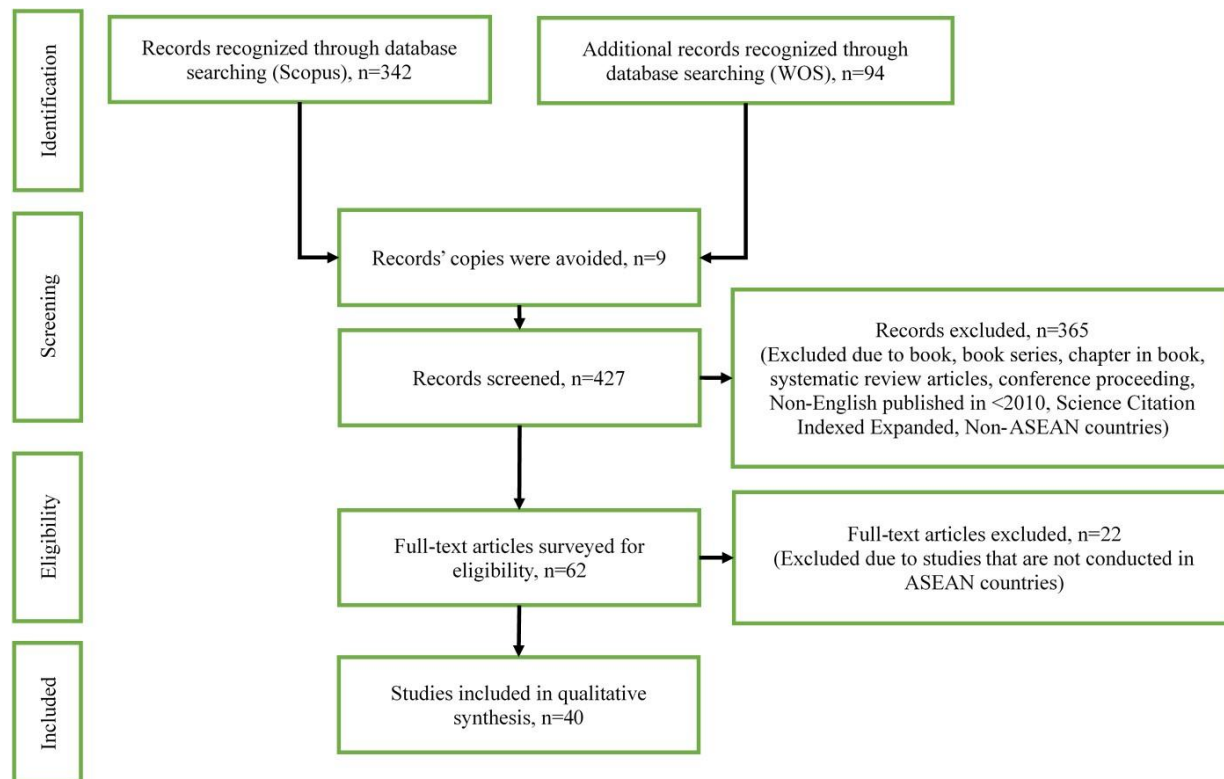 Identification
Records recognized through database
searching (Scopus), n=342
Additional records recognized through
database searching (WOS), n=94
Screening
Records’ copies were avoided, n=9
Records screened, n=427
Records excluded, n=365
(Excluded due to book, book series, chapter in book,
systematic review articles, conference proceeding,
Non-English published in <2010, Science Citation
Indexed Expanded, Non-ASEAN countries)
Eligibility
Full-text articles surveyed for
eligibility, n=62
Full-text articles excluded, n=22
(Excluded due to studies that are not conducted in
ASEAN countries)
Included
Studies included in qualitative
synthesis, n=40